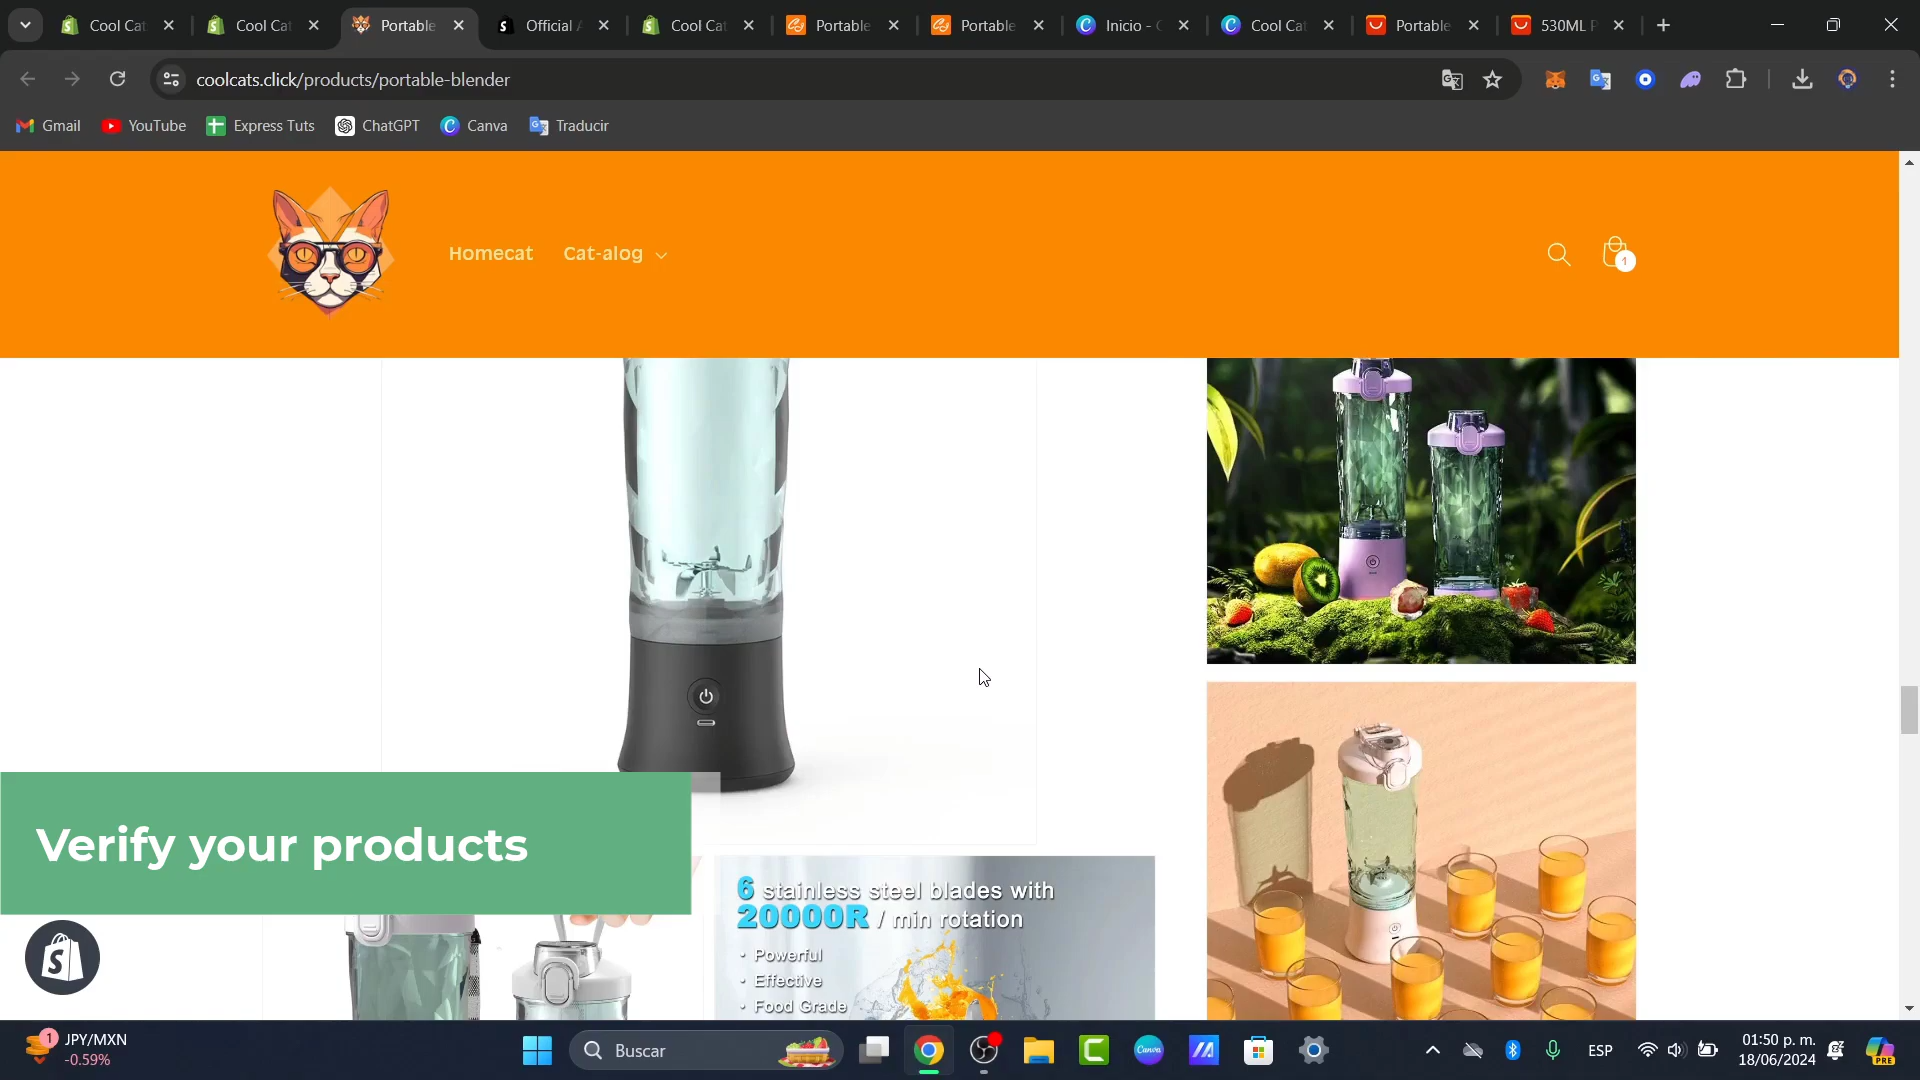 Cool Cat
Cool Cat
Portable
Official A
Cool Cat
Portable
Portable
Inicio - C
Cool Cat
Portable
530ML P
coolcats.click/products/portable-blender
Gmail
YouTube
Express Tuts
ChatGPT
Canva
Traducir
Homecat
Cat-alog
1
6 stainless steel blades with
20000R / min rotation
• Powerful
• Effective
• Food Grade
Verify your products
1
JPY/MXN
-0.59%
Buscar
Canva
ESP
01:50 p. m.
18/06/2024
PRE